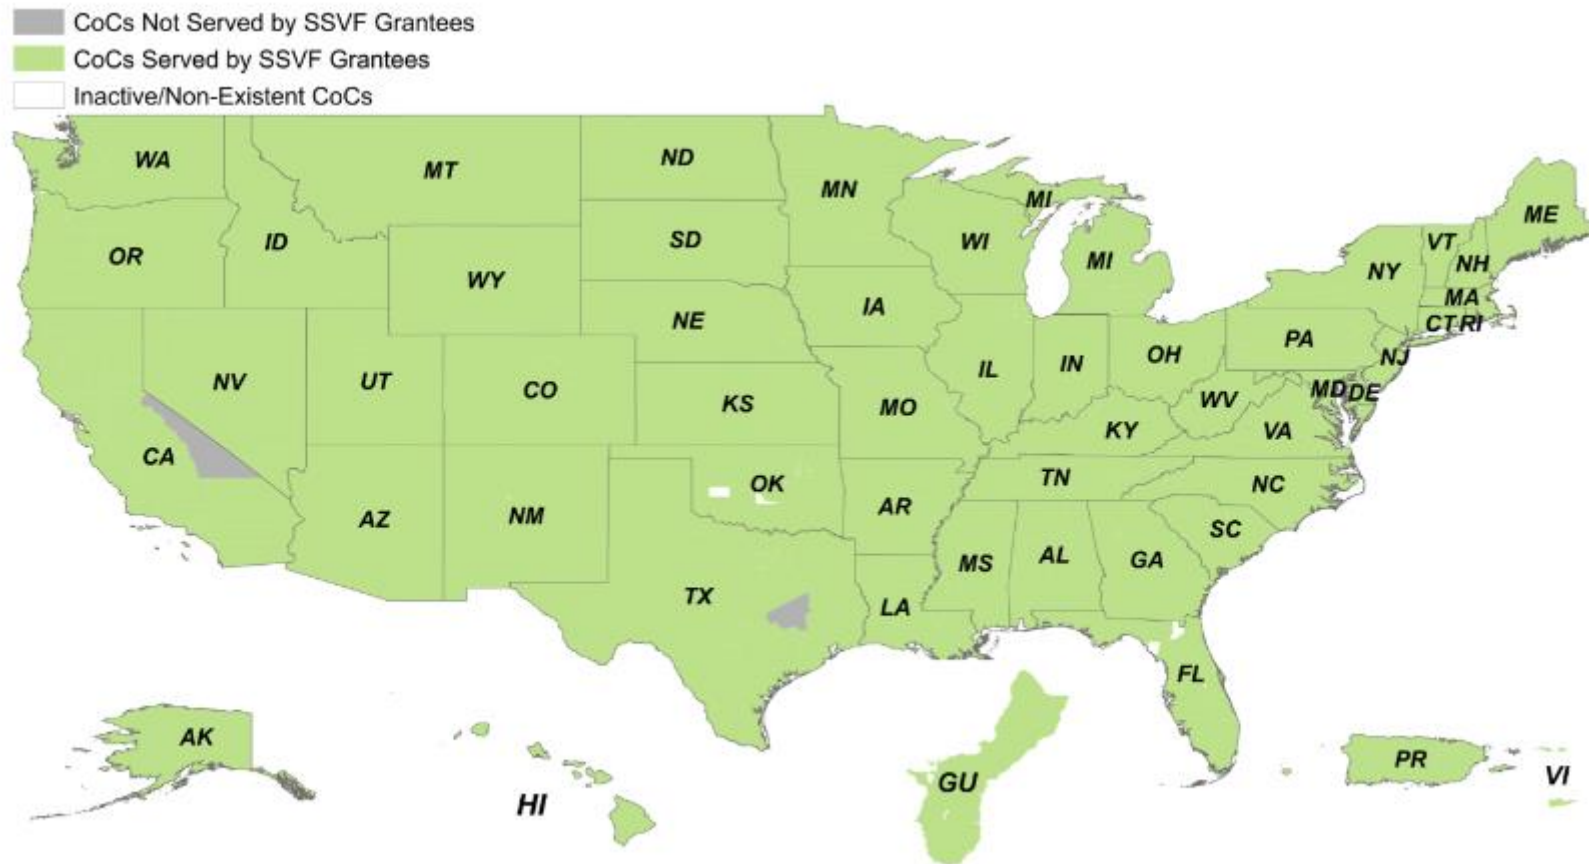 CoCs Not Served by SSVF Grantees
CoCs Served by SSVF Grantees
Inactive/Non-Existent CoCs
WA
MT
ND
MN
MI
ME
OR
ID
SD
WI
MI
NY
VT
NH
WY
IA
MA
NE
CT
RI
PA
NV
UT
CO
KS
MO
IL
IN
OH
NJ
WV
MD
DE
CA
KY
VA
AZ
NM
OK
AR
TN
NC
SC
TX
LA
MS
AL
GA
FL
AK
HI
GU
PR
VI